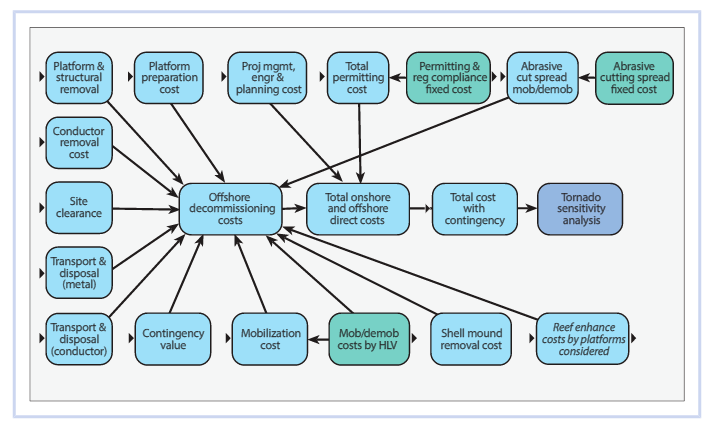 Platform &
structural
removal
Platform
preparation
cost
Proj mgmt,
engr &
planning cost
Total
permitting
cost
Permitting &
reg compliance
fixed cost
Abrasive
cut spread
mob/demob
Abrasive
cutting spread
fixed cost
Conductor
removal
cost
Site
clearance
Offshore
decommissioning
costs
Total onshore
and offshore
direct costs
Total cost
with
contingency
Tornado
sensitivity
analysis
Transport &
disposal
(metal)
Transport &
disposal
(conductor)
Contingency
value
Mobilization
cost
Mob/demob
costs by HLV
Shell mound
removal cost
Reef enhance
costs by platforms
considered